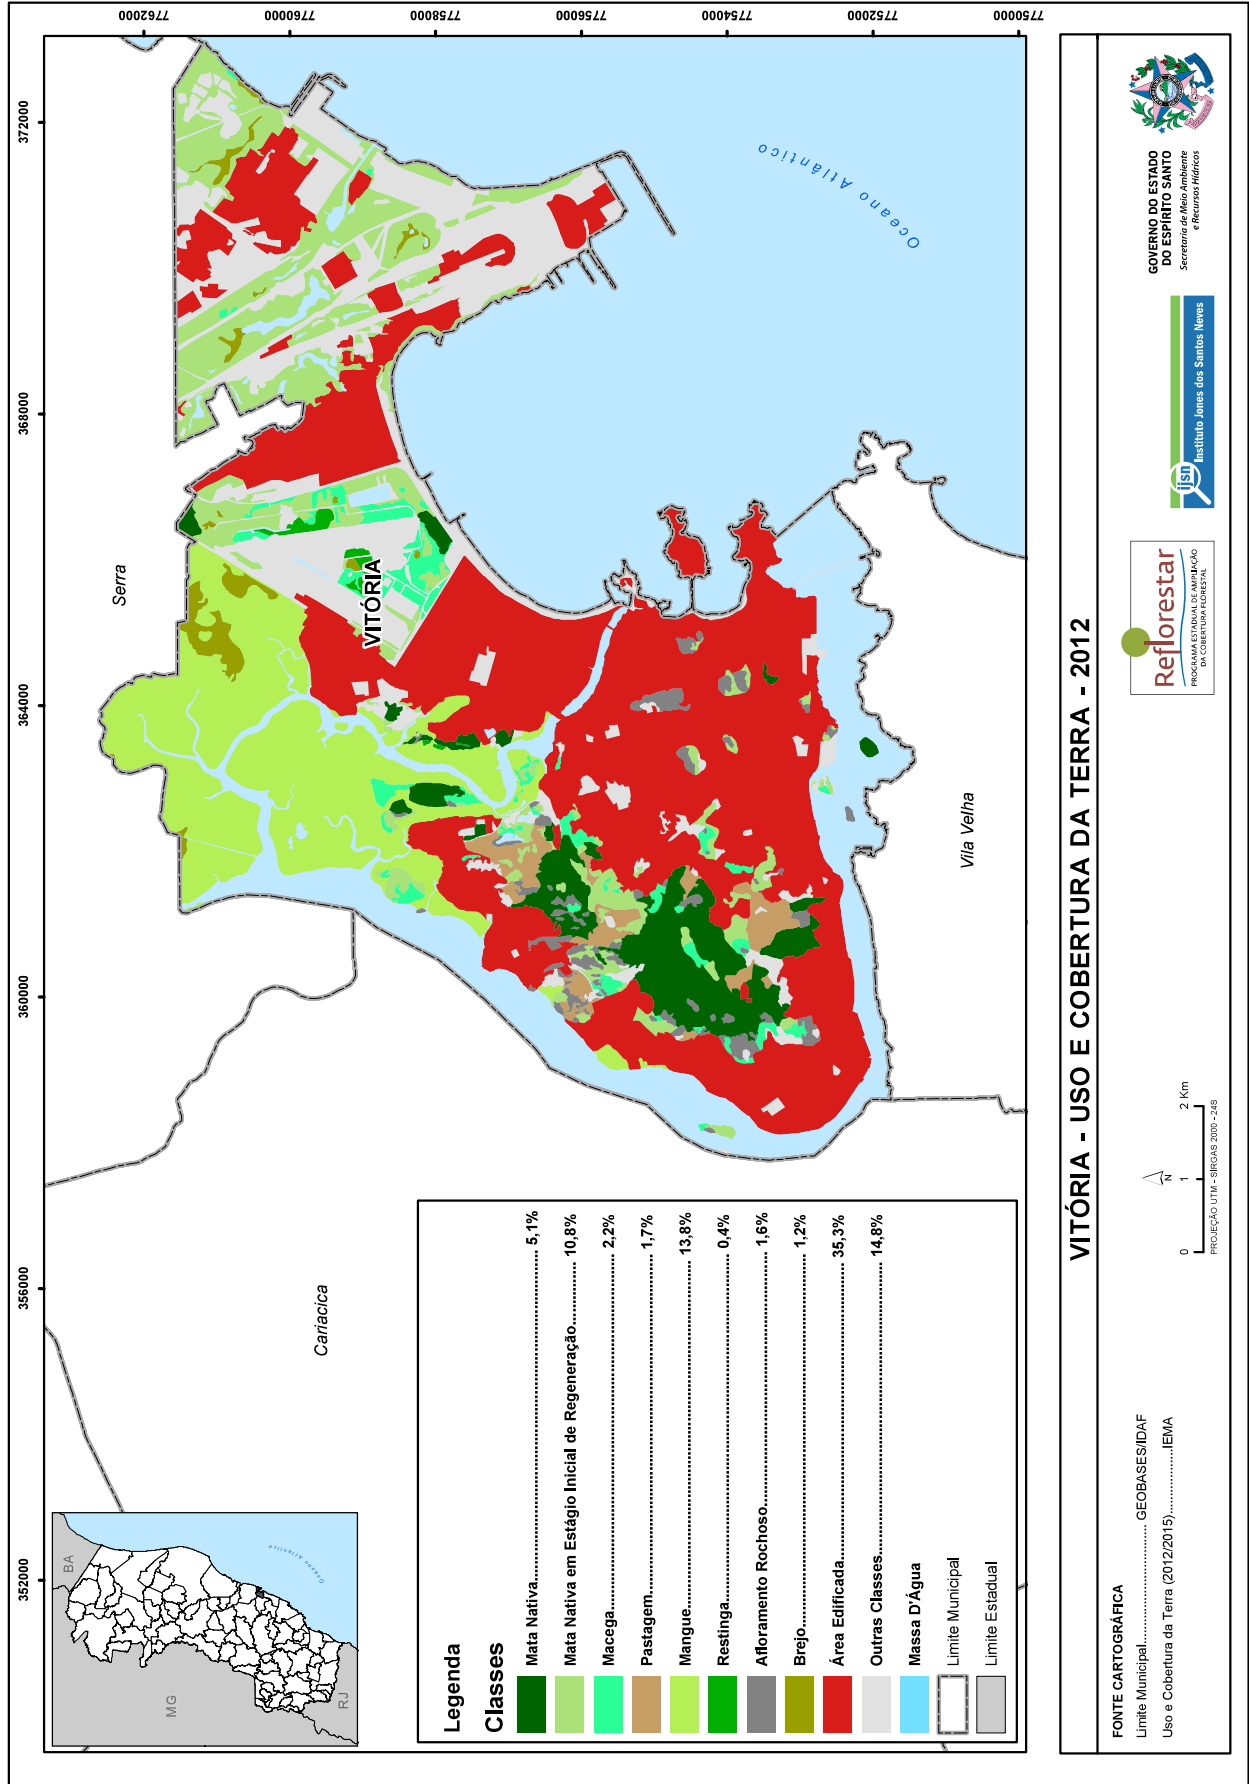 352000
356000
360000
364000
368000
372000
7762000
7760000
7758000
7756000
7754000
7752000
7750000
BA
MG
RJ
Oceano Atlântico
Serra
Cariacica
Vila Velha
VITÓRIA
Oceano Atlântico
Legenda
Classes
Mata Nativa 5,1%
Mata Nativa em Estágio Inicial de Regeneração 10,8%
Macega 2,2%
Pastagem 1,7%
Mangue 13,8%
Restinga 0,4%
Afloramento Rochoso 1,6%
Brejo 1,2%
Área Edificada 35,3%
Outras Classes 14,8%
Massa D'Água
Limite Municipal
Limite Estadual
VITÓRIA - USO E COBERTURA DA TERRA - 2012
FONTE CARTOGRÁFICA
Limite Municipal GEOBASES/IDAF
Uso e Cobertura da Terra (2012/2015) IEMA
N
0 1 2 Km
PROJEÇÃO UTM - SIRGAS 2000 - 24S
Reflorestar
PROGRAMA ESTADUAL DE AMPLIAÇÃO
DA COBERTURA FLORESTAL
ijsn
Instituto Jones dos Santos Neves
GOVERNO DO ESTADO
DO ESPÍRITO SANTO
Secretaria de Meio Ambiente
e Recursos Hídricos